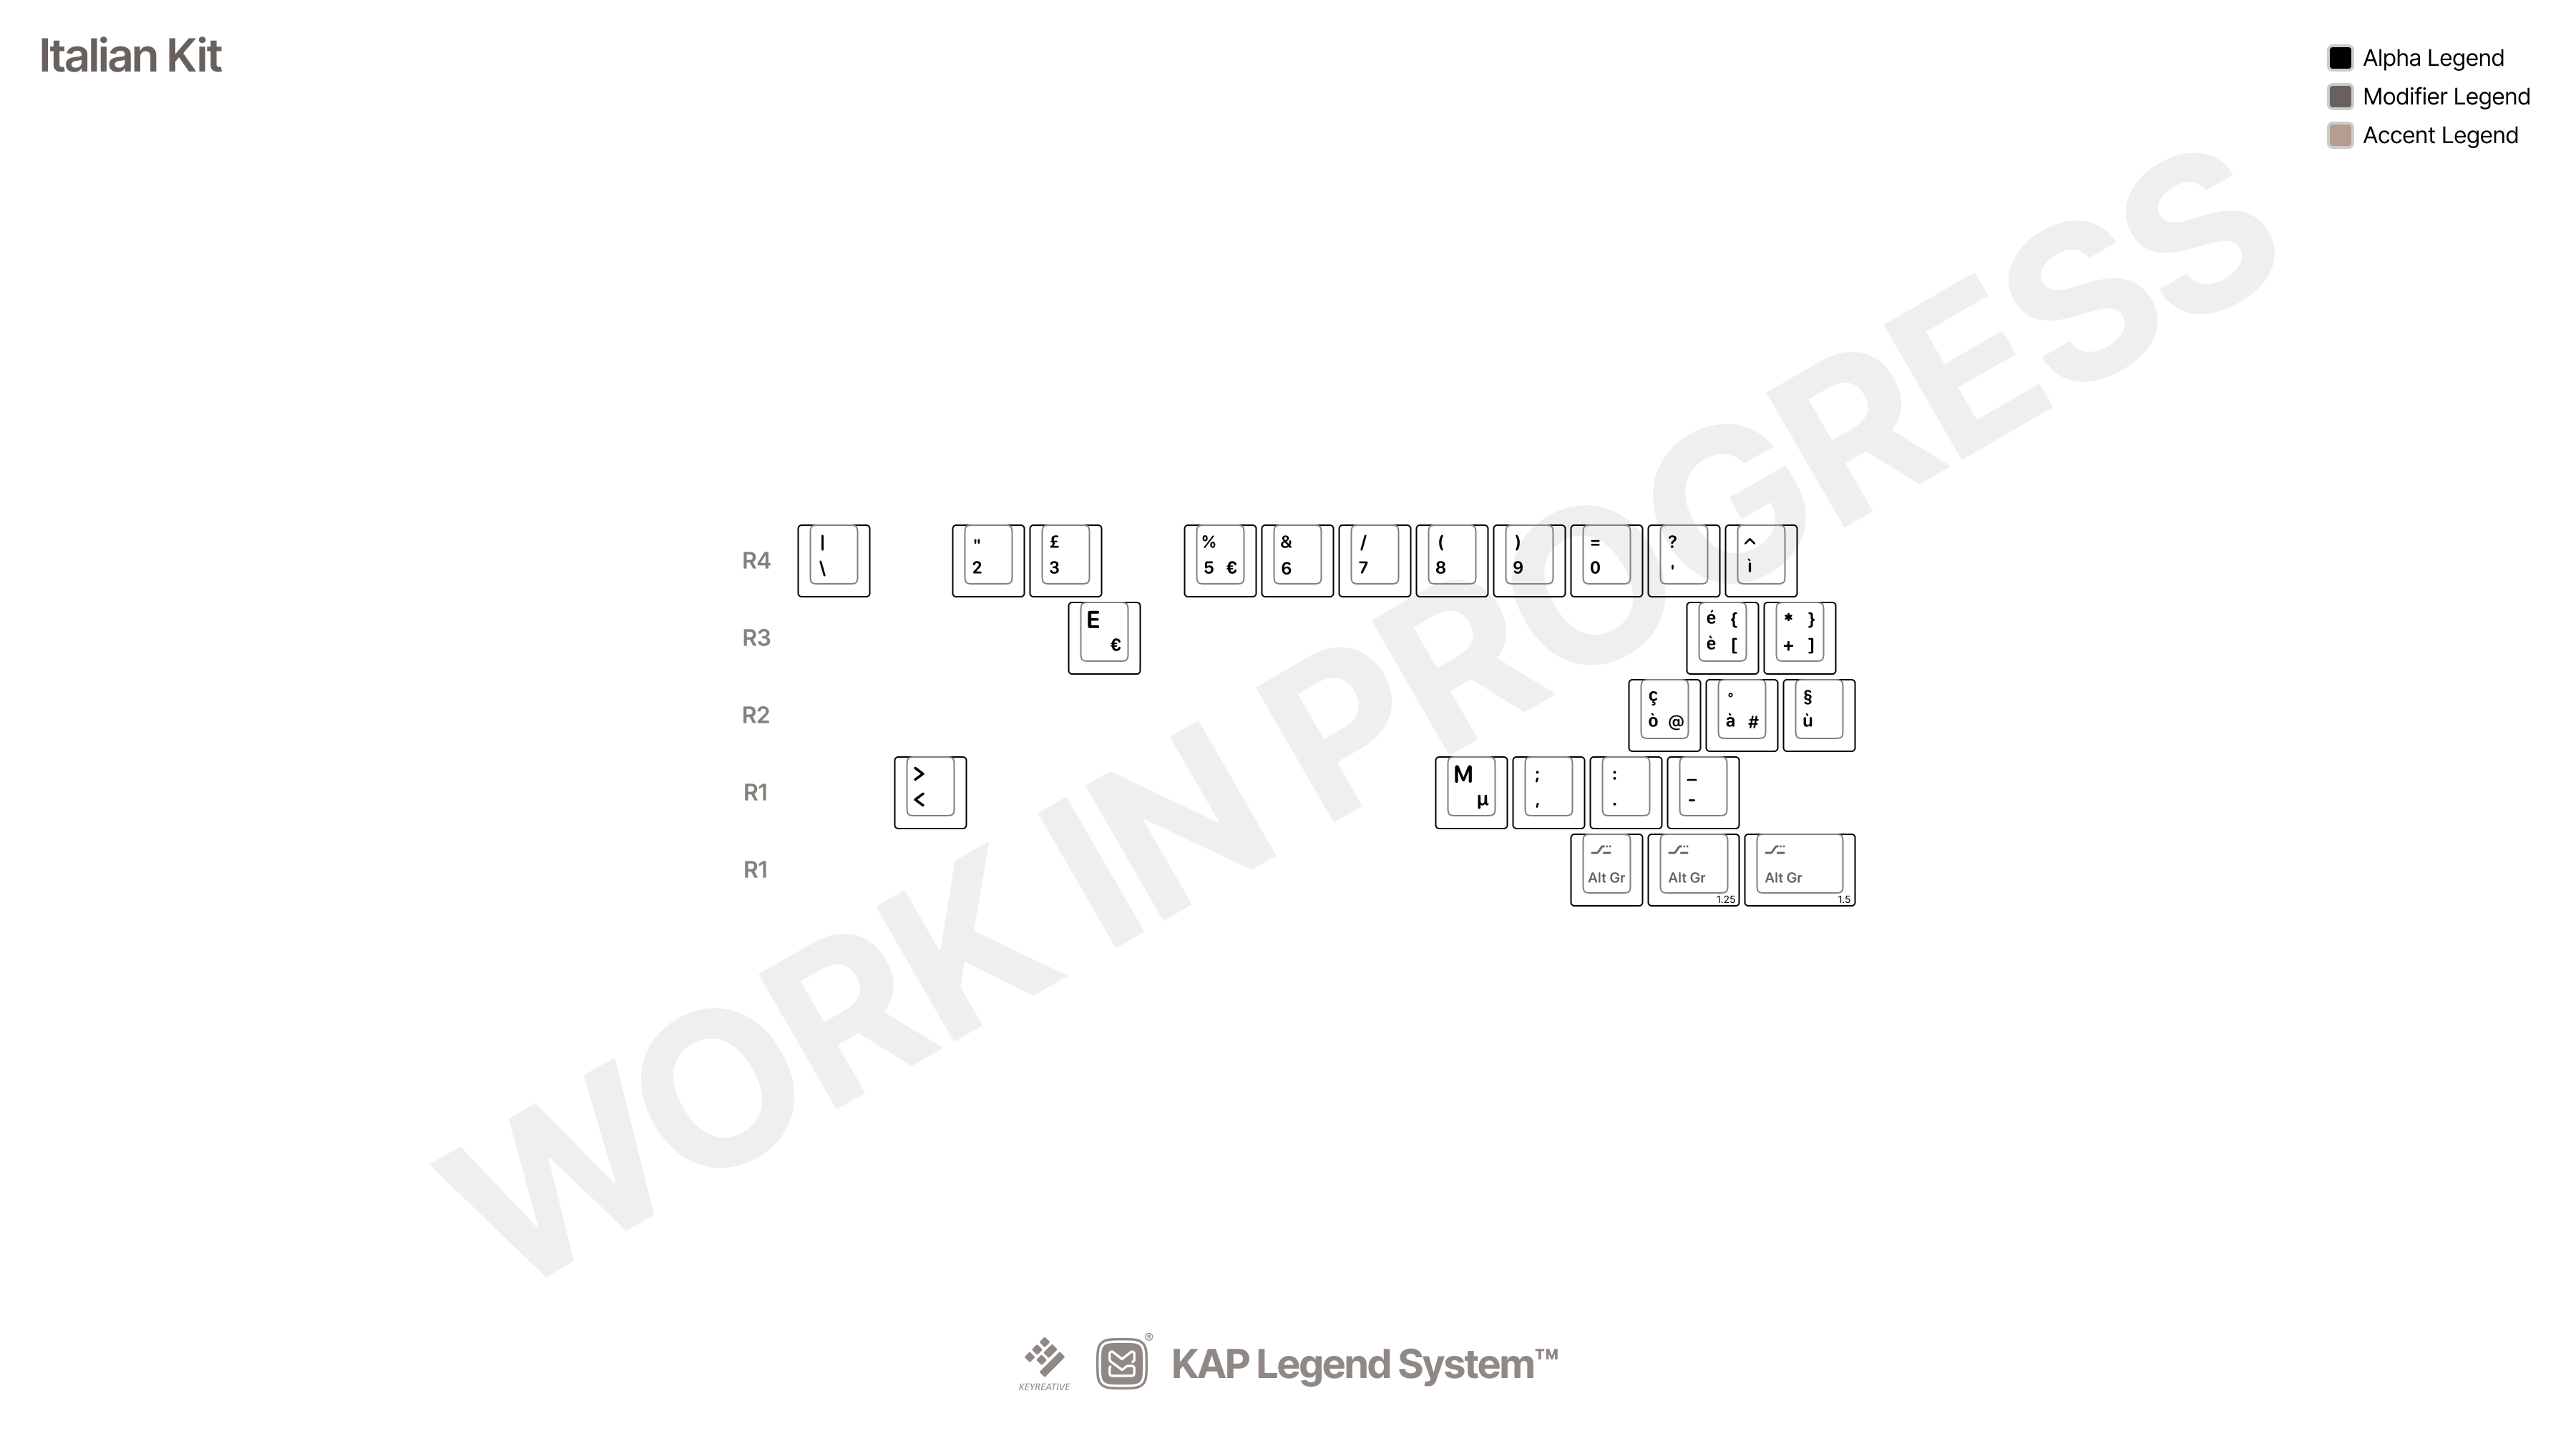 Italian Kit
Alpha Legend
Modifier Legend
Accent Legend
WORK IN PROGRESS
R4 | \ " 2 £ 3 % 5 € & 6 / 7 ( 8 ) 9 = 0 ? ' ^ ì
R3 E € é { è [ * } + ]
R2 ç ò @ ° à # § ù
R1 > < M µ ; , : . _ -
R1 Alt Gr Alt Gr 1.25 Alt Gr 1.5
KEYREATIVE ® KAP Legend System™